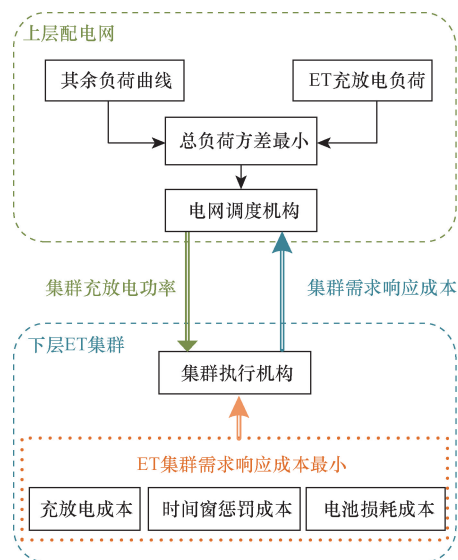 上层配电网
其余负荷曲线
ET充放电负荷
总负荷方差最小
电网调度机构
集群充放电功率
集群需求响应成本
下层ET集群
集群执行机构
ET集群需求响应成本最小
充放电成本
时间窗惩罚成本
电池损耗成本